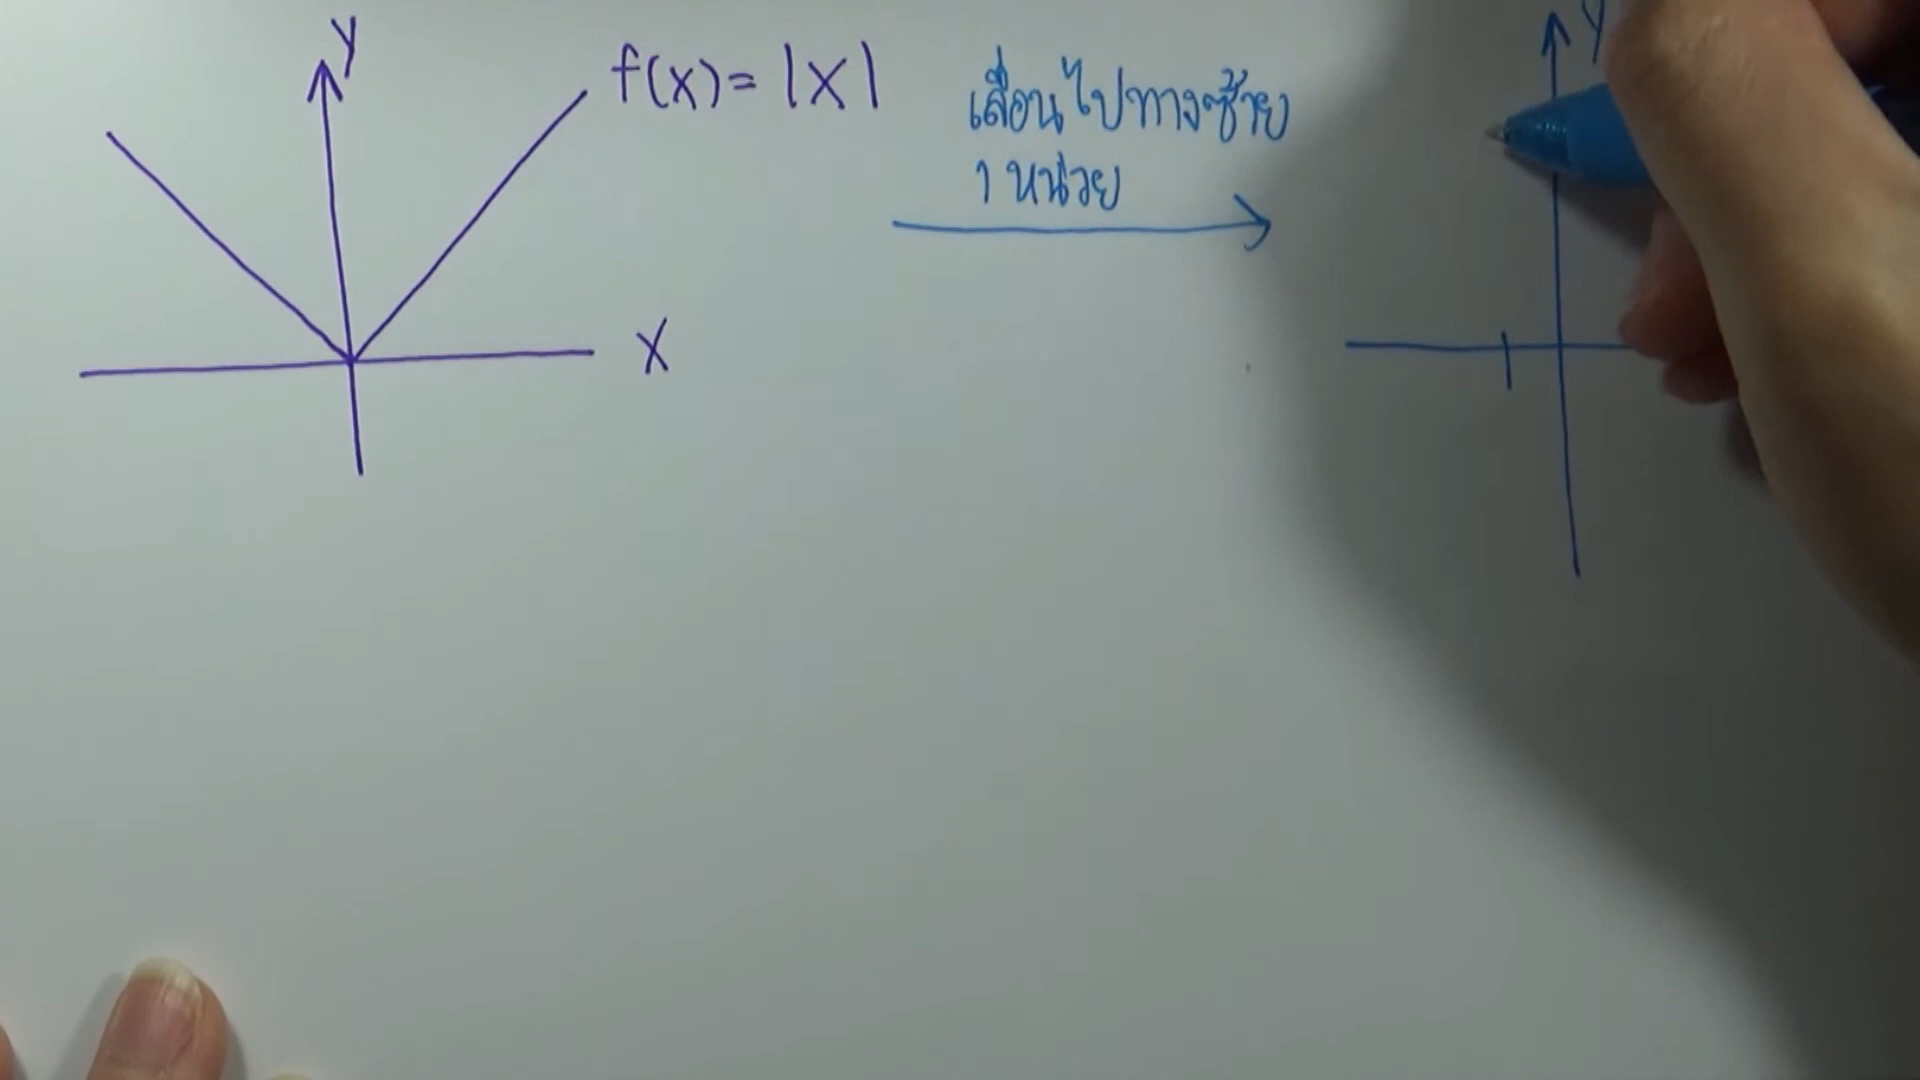 y
f(x) = |x|
x
เลื่อนไปทางซ้าย
1 หน่วย
y